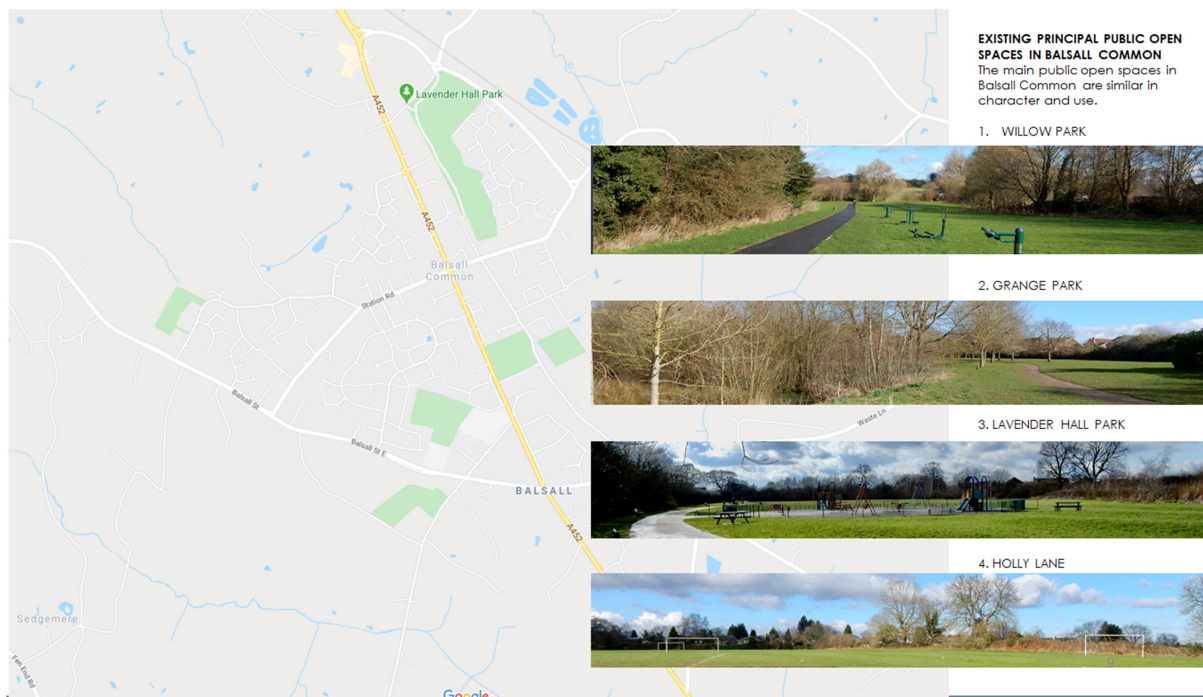 EXISTING PRINCIPAL PUBLIC OPEN
SPACES IN BALSALL COMMON
The main public open spaces in
Balsall Common are similar in
character and use.
1. WILLOW PARK
2. GRANGE PARK
3. LAVENDER HALL PARK
4. HOLLY LANE
9
A452
Lavender Hall Park
A452
Balsall
Common
Station Rd
Balsall St
Balsall St E
Waste Ln
BALSALL
A452
Sedgemere
Fen End Rd
Google